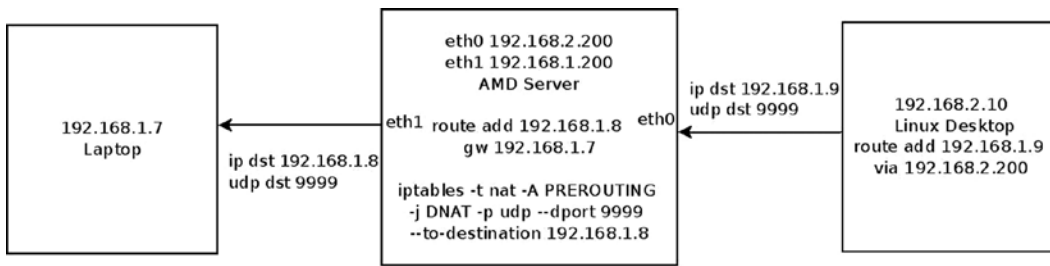 192.168.1.7
Laptop
ip dst 192.168.1.8
udp dst 9999
eth0 192.168.2.200
eth1 192.168.1.200
AMD Server
eth1
eth0
route add 192.168.1.8
gw 192.168.1.7
iptables -t nat -A PREROUTING
-j DNAT -p udp --dport 9999
--to-destination 192.168.1.8
ip dst 192.168.1.9
udp dst 9999
192.168.2.10
Linux Desktop
route add 192.168.1.9
via 192.168.2.200